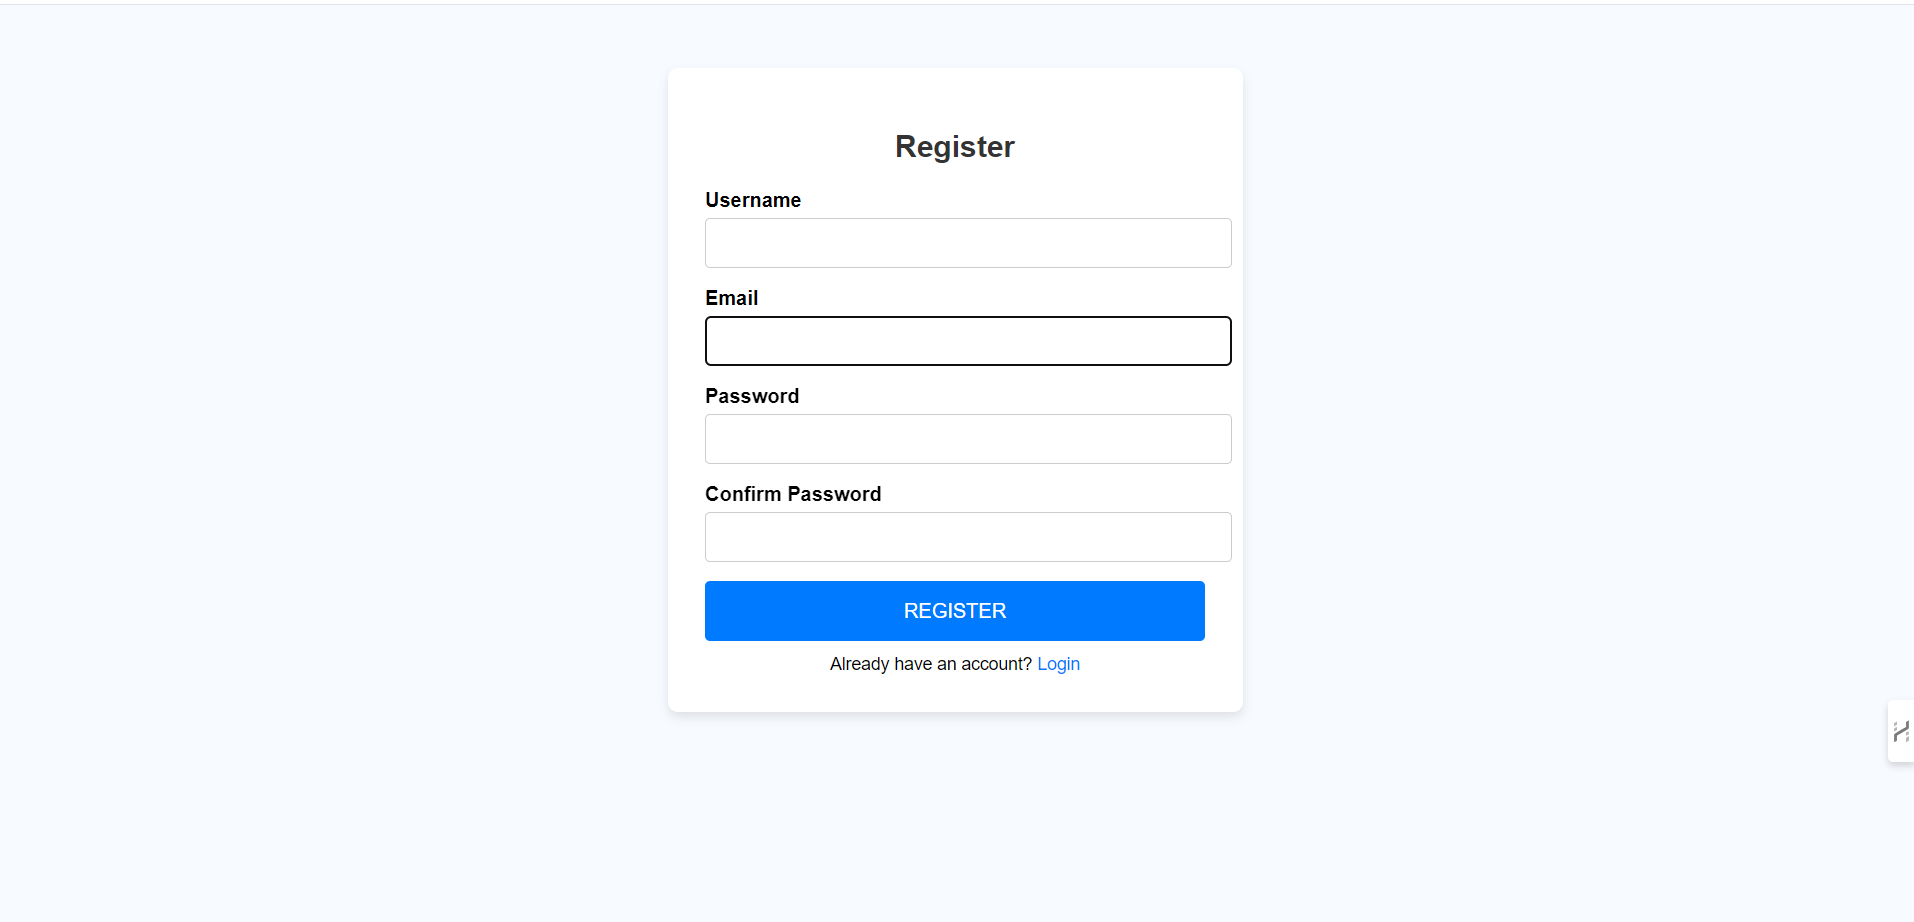 Register
Username
Email
Password
Confirm Password
REGISTER
Already have an account? Login